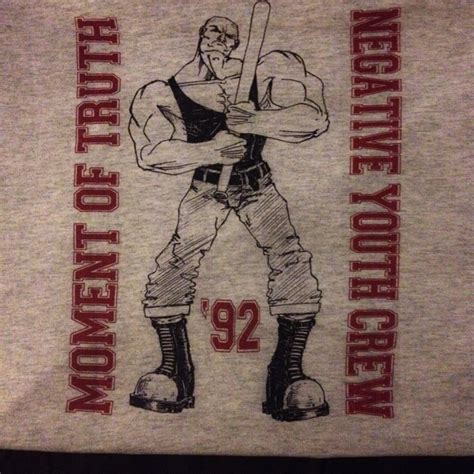 MOMENT OF TRUTH
NEGATIVE YOUTH CREW
'92